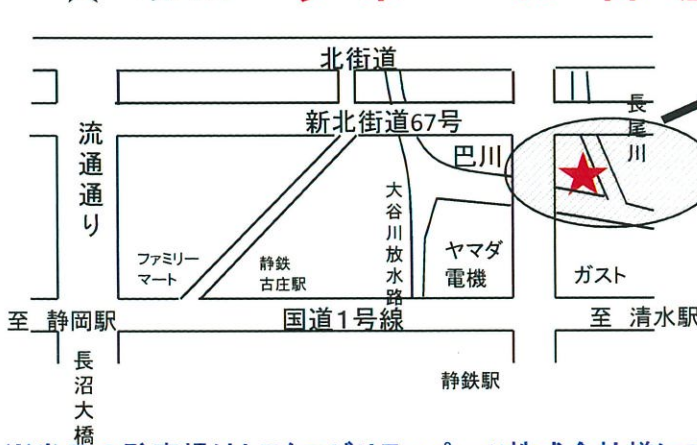 北街道
長尾川
新北街道67号
流通通り
巴川
大谷川放水路
ファミリー
マート
静鉄
古庄駅
ヤマダ
電機
ガスト
至 静岡駅
国道1号線
至 清水駅
長沼大橋
静鉄駅